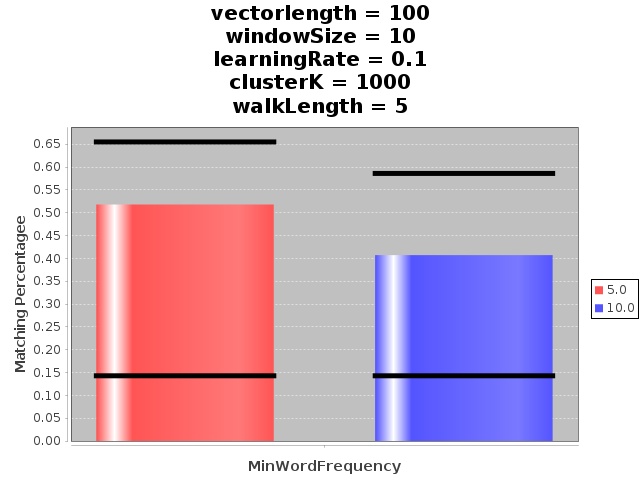 vectorlength = 100
windowSize = 10
learningRate = 0.1
clusterK = 1000
walkLength = 5
0.65
0.60
0.55
0.50
0.45
0.40
0.35
0.30
0.25
0.20
0.15
0.10
0.05
0.00
Matching Percentagee
MinWordFrequency
5.0
10.0